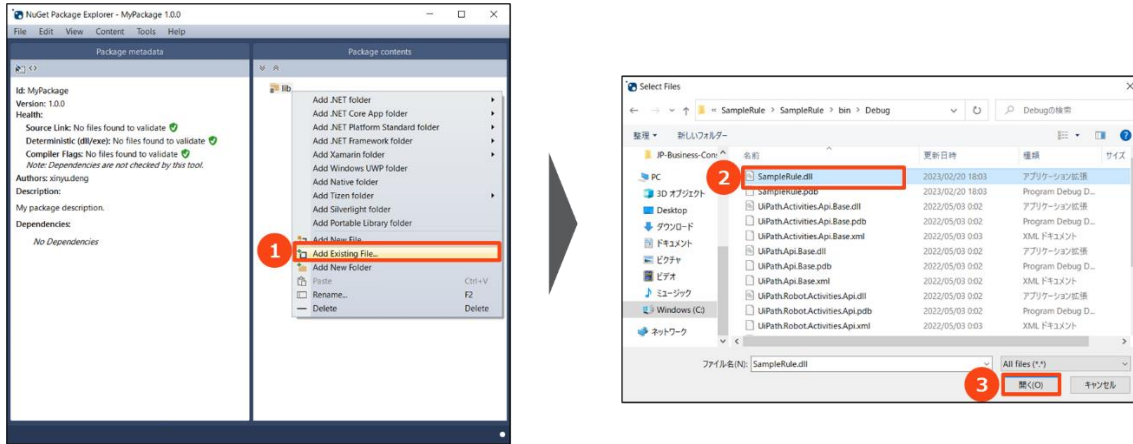 NuGet Package Explorer - MyPackage 1.0.0
File Edit View Content Tools Help
Package metadata
Id: MyPackage
Version: 1.0.0
Health:
Source Link: No files found to validate
Deterministic (dll/exe): No files found to validate
Compiler Flags: No files found to validate
Note: Dependencies are not checked by this tool.
Authors: xinyu.deng
Description:
My package description.
Dependencies:
No Dependencies
Package contents
lib
Add .NET folder
Add .NET Core App folder
Add .NET Platform Standard folder
Add .NET Framework folder
Add Xamarin folder
Add Windows UWP folder
Add Native folder
Add Tizen folder
Add Silverlight folder
Add Portable Library folder
Add New File...
1 Add Existing File...
Add New Folder
Paste Ctrl+V
Rename... F2
Delete Delete
Select Files
« SampleRule > SampleRule > bin > Debug Debugの検索
整理 新しいフォルダー
JP-Business-Con
PC
3D オブジェクト
Desktop
ダウンロード
ドキュメント
ピクチャ
ビデオ
ミュージック
Windows (C:)
ネットワーク
名前 更新日時 種類 サイズ
2 SampleRule.dll 2023/02/20 18:03 アプリケーション拡張
SampleRule.pdb 2023/02/20 18:03 Program Debug D...
UiPath.Activities.Api.Base.dll 2022/05/03 0:02 アプリケーション拡張
UiPath.Activities.Api.Base.pdb 2022/05/03 0:02 Program Debug D...
UiPath.Activities.Api.Base.xml 2022/05/03 0:03 XML ドキュメント
UiPath.Api.Base.dll 2022/05/03 0:02 アプリケーション拡張
UiPath.Api.Base.pdb 2022/05/03 0:02 Program Debug D...
UiPath.Api.Base.xml 2022/05/03 0:02 XML ドキュメント
UiPath.Robot.Activities.Api.dll 2022/05/03 0:02 アプリケーション拡張
UiPath.Robot.Activities.Api.pdb 2022/05/03 0:02 Program Debug D...
UiPath.Robot.Activities.Api.xml 2022/05/03 0:03 XML ドキュメント
ファイル名(N): SampleRule.dll All files (*.*)
3 開く(O) キャンセル